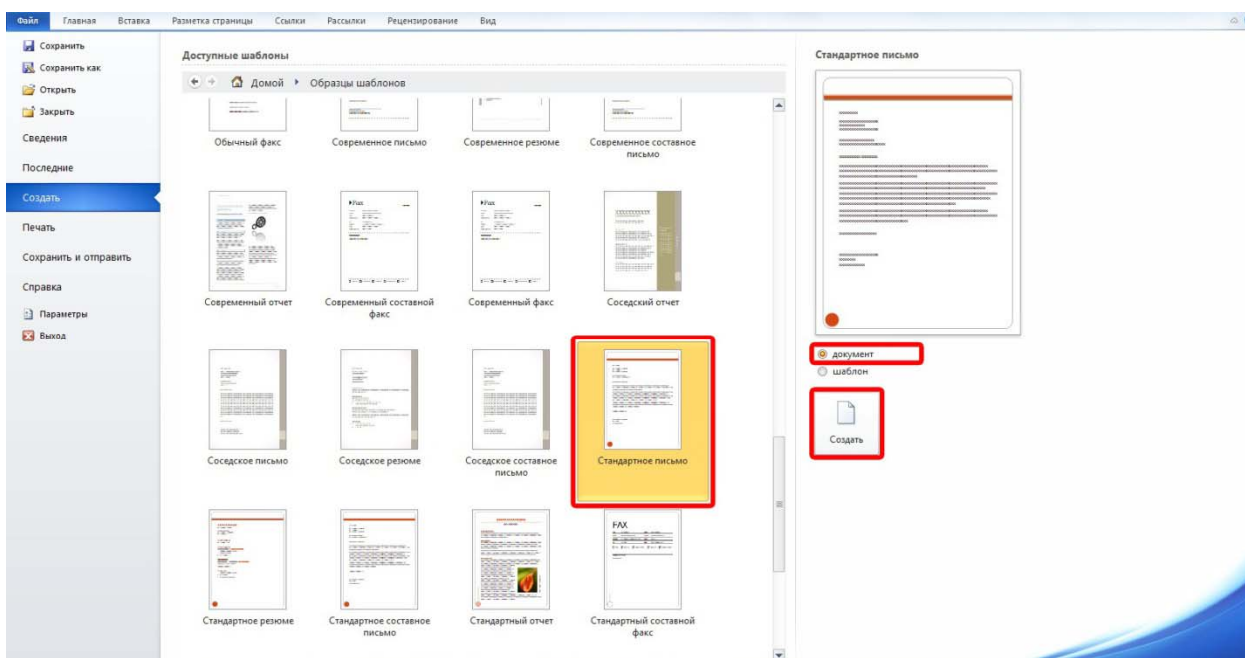 Файл Главная Вставка Разметка страницы Ссылки Рассылки Рецензирование Вид
Сохранить
Сохранить как
Открыть
Закрыть
Сведения
Последние
Создать
Печать
Сохранить и отправить
Справка
Параметры
Выход
Доступные шаблоны
Домой Образцы шаблонов
Обычный факс
Современное письмо
Современное резюме
Современное составное
письмо
Fax
Fax
Современный отчет
Современный составной
факс
Современный факс
Соседский отчет
Соседское письмо
Соседское резюме
Соседское составное
письмо
Стандартное письмо
FAX
Стандартное резюме
Стандартное составное
письмо
Стандартный отчет
Стандартный составной
факс
Стандартное письмо
документ
шаблон
Создать